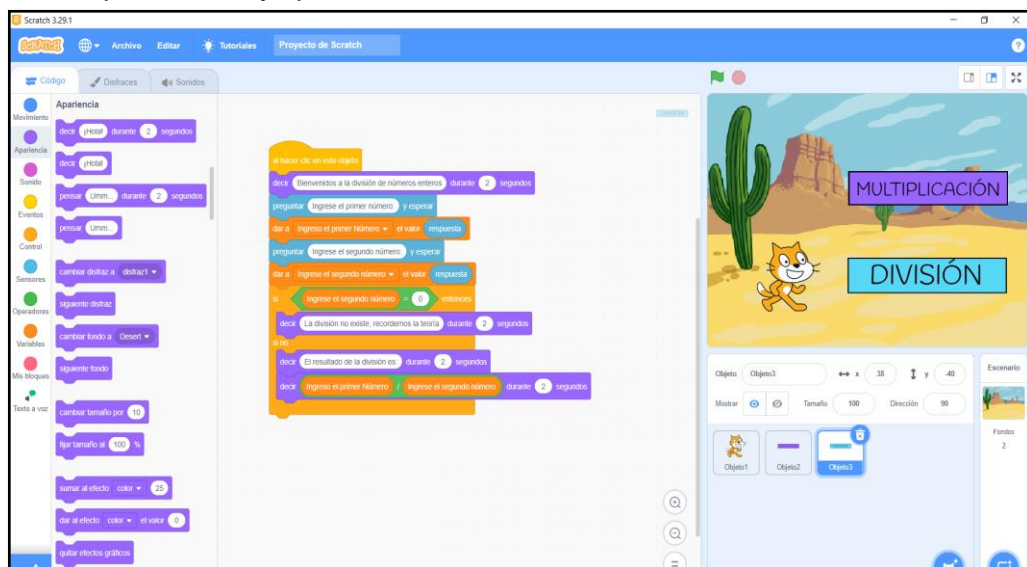 Scratch 3.29.1
SCRATCH Archivo Editar Tutoriales Proyecto de Scratch
Código Disfraces Sonidos
Movimiento
Apariencia
Sonido
Eventos
Control
Sensores
Operadores
Variables
Mis bloques
Texto a voz
Apariencia
decir ¡Hola! durante 2 segundos
decir ¡Hola!
pensar Umm... durante 2 segundos
pensar Umm...
cambiar disfraz a disfraz1
siguiente disfraz
cambiar fondo a Desert
siguiente fondo
cambiar tamaño por 10
fijar tamaño al 100 %
sumar al efecto color 25
dar al efecto color el valor 0
quitar efectos gráficos
al hacer clic en este objeto
decir Bienvenidos a la división de números enteros durante 2 segundos
preguntar Ingrese el primer número y esperar
dar a Ingreso el primer Número el valor respuesta
preguntar Ingrese el segundo número: y esperar
dar a Ingrese el segundo número el valor respuesta
si Ingrese el segundo número = 0 entonces
decir La división no existe, recordemos la teoría durante 2 segundos
si no
decir El resultado de la división es durante 2 segundos
decir Ingreso el primer Número / Ingrese el segundo número durante 2 segundos
DIVISIÓN
MULTIPLICACIÓN
DIVISIÓN
Objeto Objeto3 x 38 y -40
Mostrar Tamaño 100 Dirección 90
Objeto1 Objeto2 Objeto3
Escenario
Fondos
2